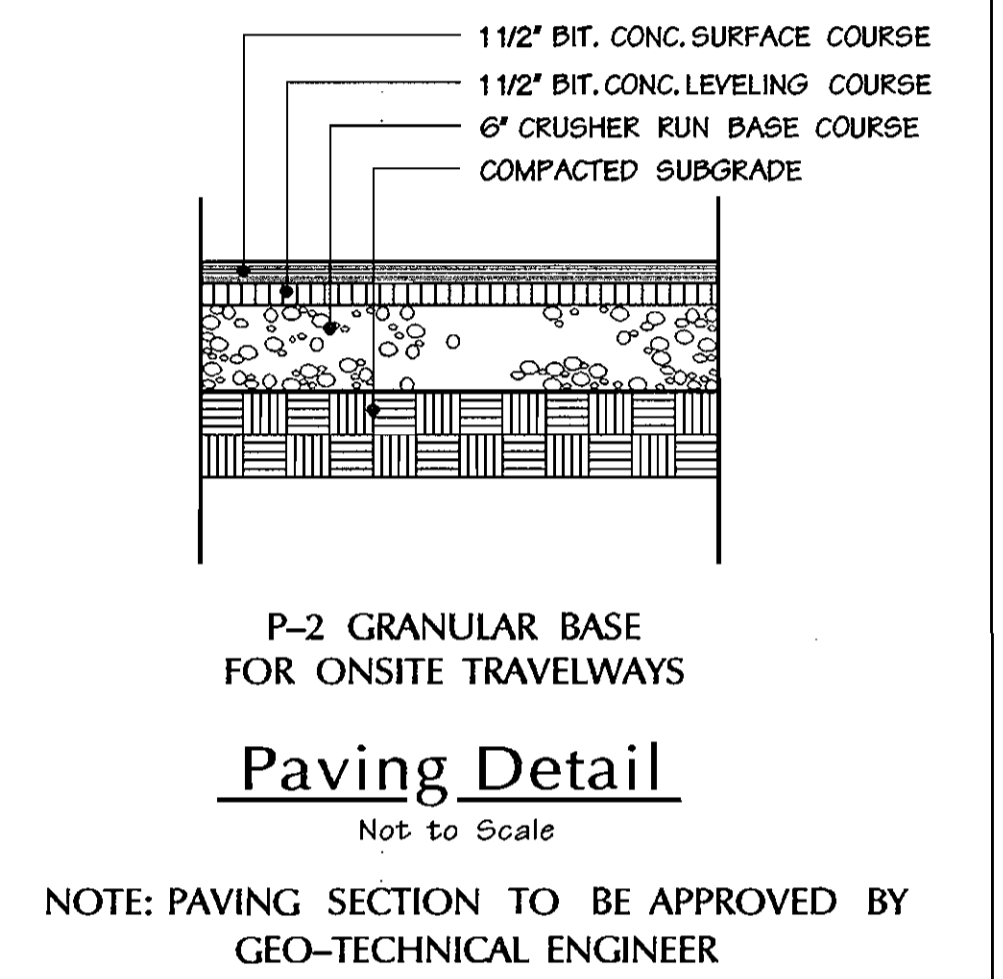 1 1/2" BIT. CONC. SURFACE COURSE
1 1/2" BIT. CONC. LEVELING COURSE
6" CRUSHER RUN BASE COURSE
COMPACTED SUBGRADE
P-2 GRANULAR BASE
FOR ONSITE TRAVELWAYS
Paving Detail
Not to Scale
NOTE: PAVING SECTION TO BE APPROVED BY
GEO-TECHNICAL ENGINEER